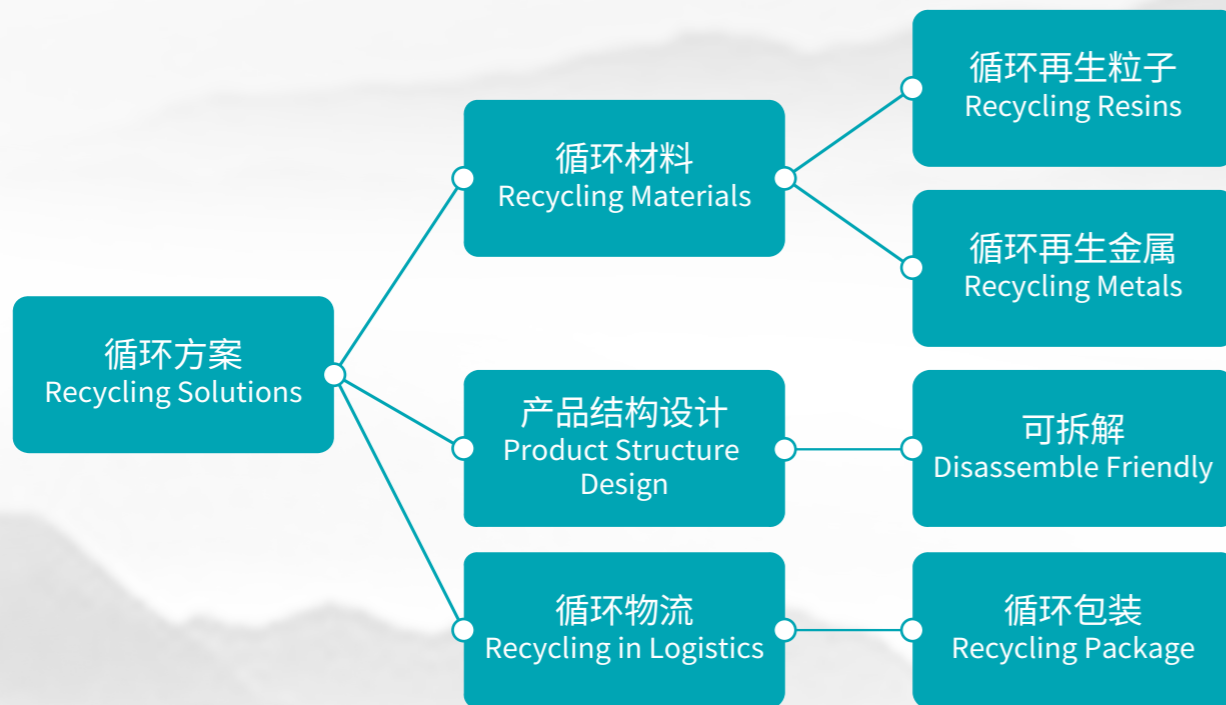 循环方案
Recycling Solutions
循环材料
Recycling Materials
循环再生粒子
Recycling Resins
循环再生金属
Recycling Metals
产品结构设计
Product Structure
Design
可拆解
Disassemble Friendly
循环物流
Recycling in Logistics
循环包装
Recycling Package